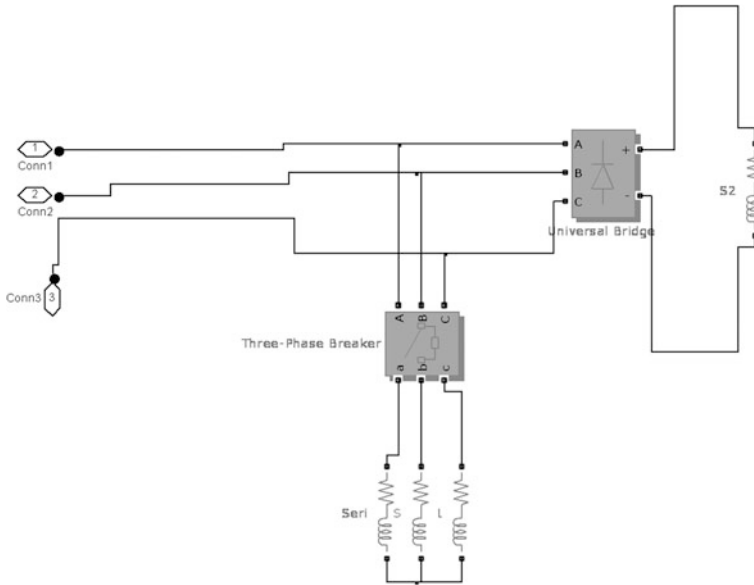 1
Conn1
2
Conn2
Conn3
3
A
B
C
+
-
Universal Bridge
S2
A
B
C
Three-Phase Breaker
a
b
c
Seri
S
L